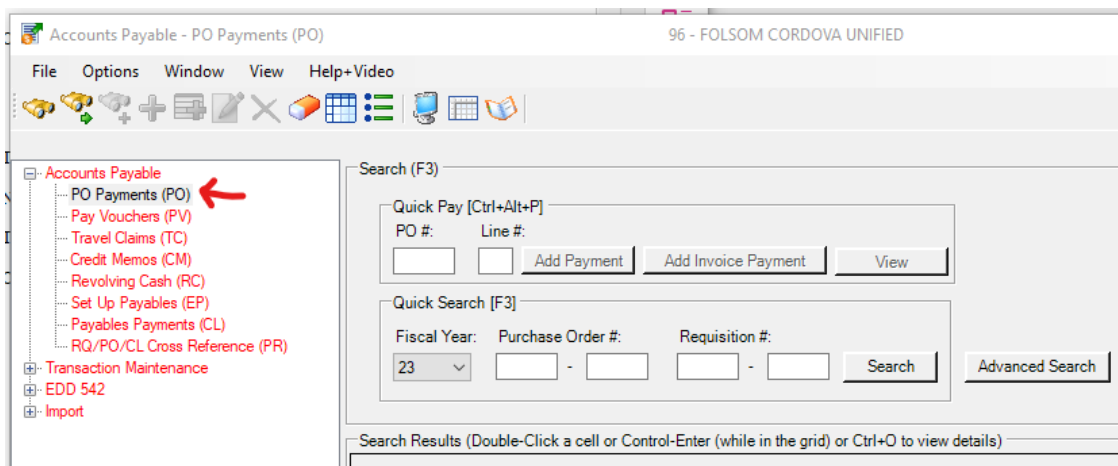 Accounts Payable - PO Payments (PO)
96 - FOLSOM CORDOVA UNIFIED
File Options Window View Help+Video
Accounts Payable
PO Payments (PO)
Pay Vouchers (PV)
Travel Claims (TC)
Credit Memos (CM)
Revolving Cash (RC)
Set Up Payables (EP)
Payables Payments (CL)
RQ/PO/CL Cross Reference (PR)
Transaction Maintenance
EDD 542
Import
Search (F3)
Quick Pay [Ctrl+Alt+P]
PO #: Line #:
Add Payment Add Invoice Payment View
Quick Search [F3]
Fiscal Year: Purchase Order #: Requisition #:
23 - - Search Advanced Search
Search Results (Double-Click a cell or Control-Enter (while in the grid) or Ctrl+O to view details)